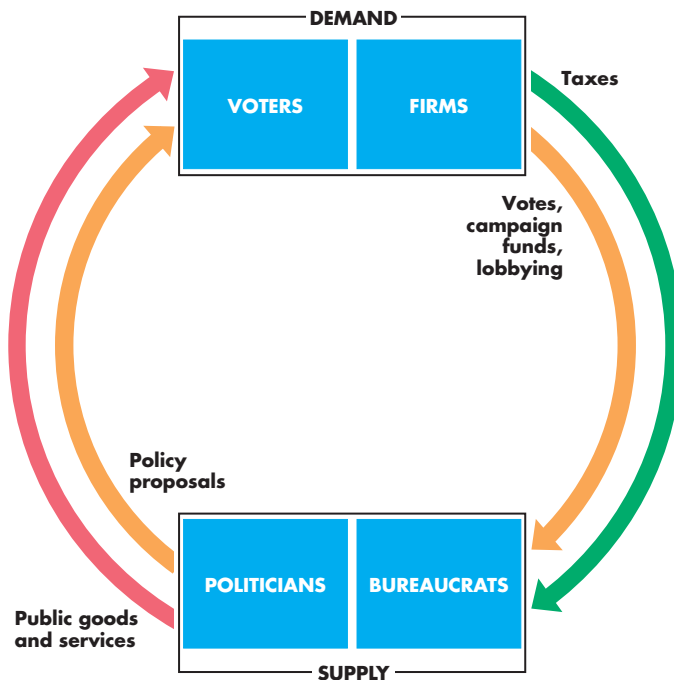 DEMAND
VOTERS
FIRMS
Taxes
Votes,
campaign
funds,
lobbying
Policy
proposals
POLITICIANS
BUREAUCRATS
Public goods
and services
SUPPLY